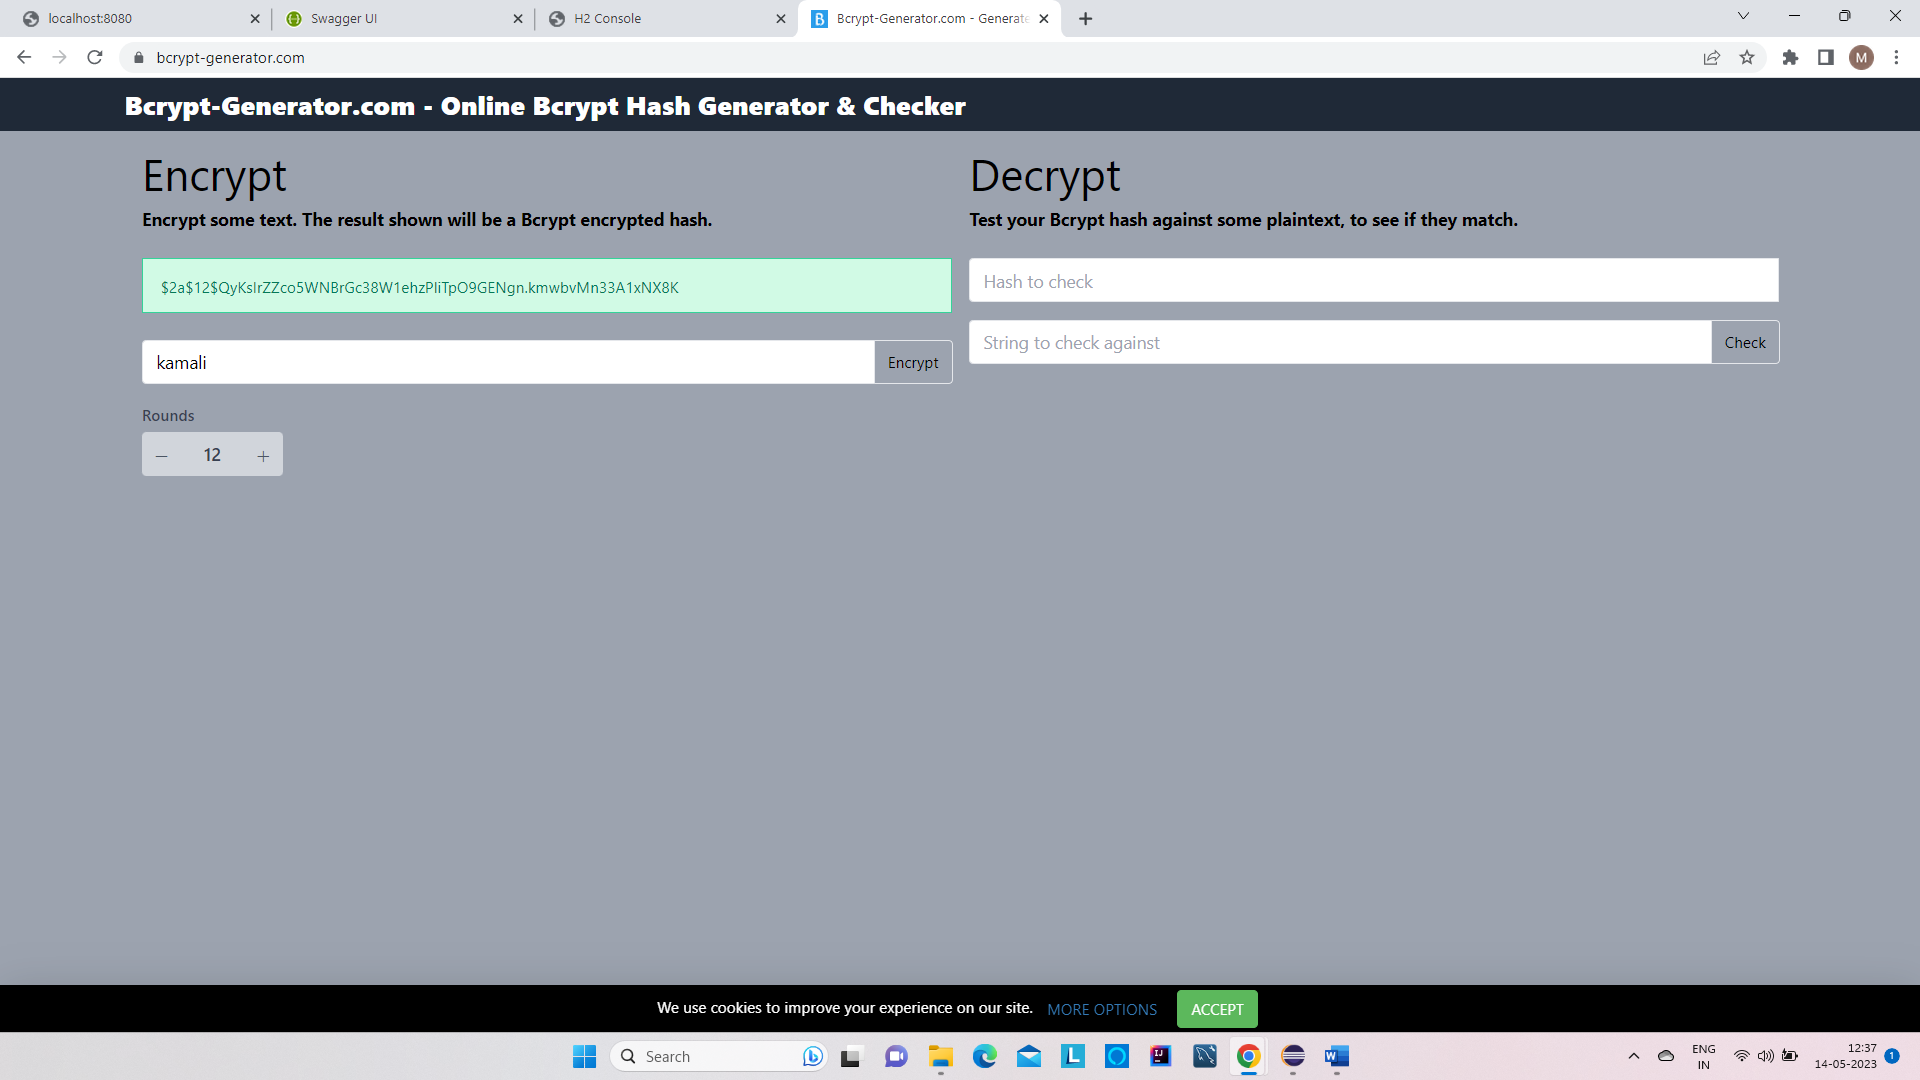 localhost:8080
Swagger UI
H2 Console
Bcrypt-Generator.com - Generate
bcrypt-generator.com
M
Bcrypt-Generator.com - Online Bcrypt Hash Generator & Checker
Encrypt
Encrypt some text. The result shown will be a Bcrypt encrypted hash.
$2a$12$QyKsIrZZco5WNBrGc38W1ehzPIiTpO9GENgn.kmwbvMn33A1xNX8K
kamali
Encrypt
Rounds
12
Decrypt
Test your Bcrypt hash against some plaintext, to see if they match.
Hash to check
String to check against
Check
We use cookies to improve your experience on our site. MORE OPTIONS ACCEPT
Search
ENG
IN
12:37
14-05-2023
1